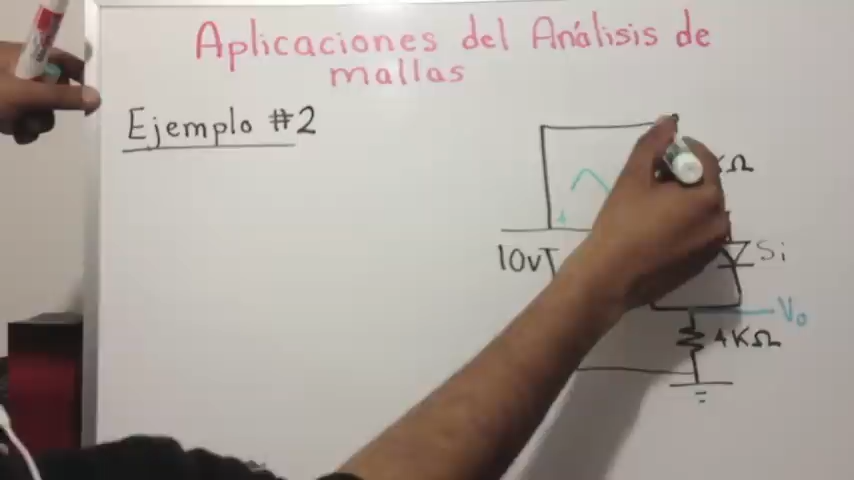 Aplicaciones del Análisis de
mallas
Ejemplo #2
Ω
10V
Si
Vo
4KΩ